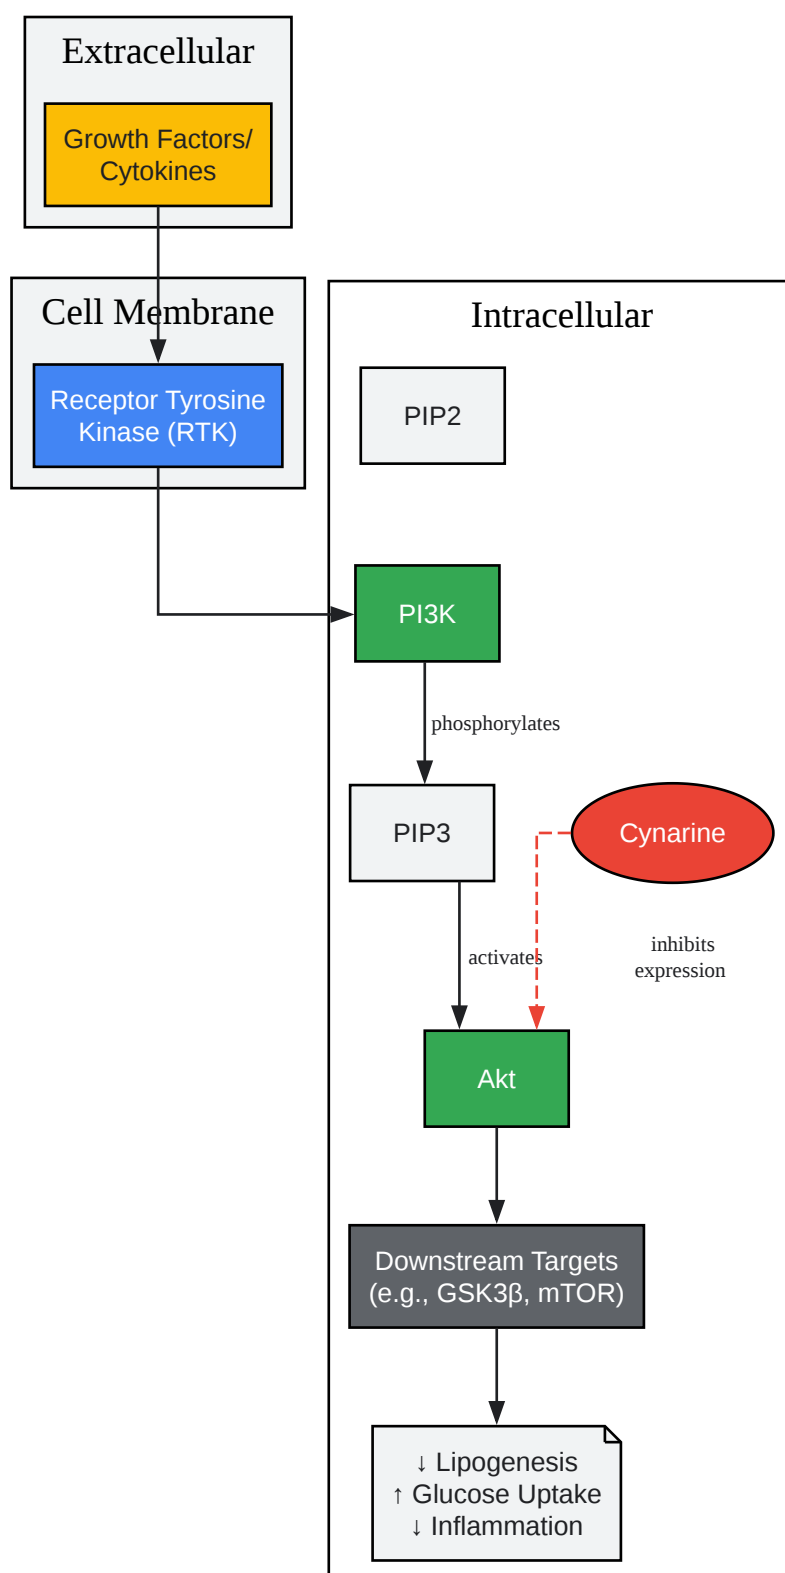 Extracellular
Growth Factors/
Cytokines
Cell Membrane
Receptor Tyrosine
Kinase (RTK)
Intracellular
PIP2
PI3K
phosphorylates
PIP3
Cynarine
activates
inhibits
expression
Akt
Downstream Targets
(e.g., GSK3β, mTOR)
↓ Lipogenesis
↑ Glucose Uptake
↓ Inflammation